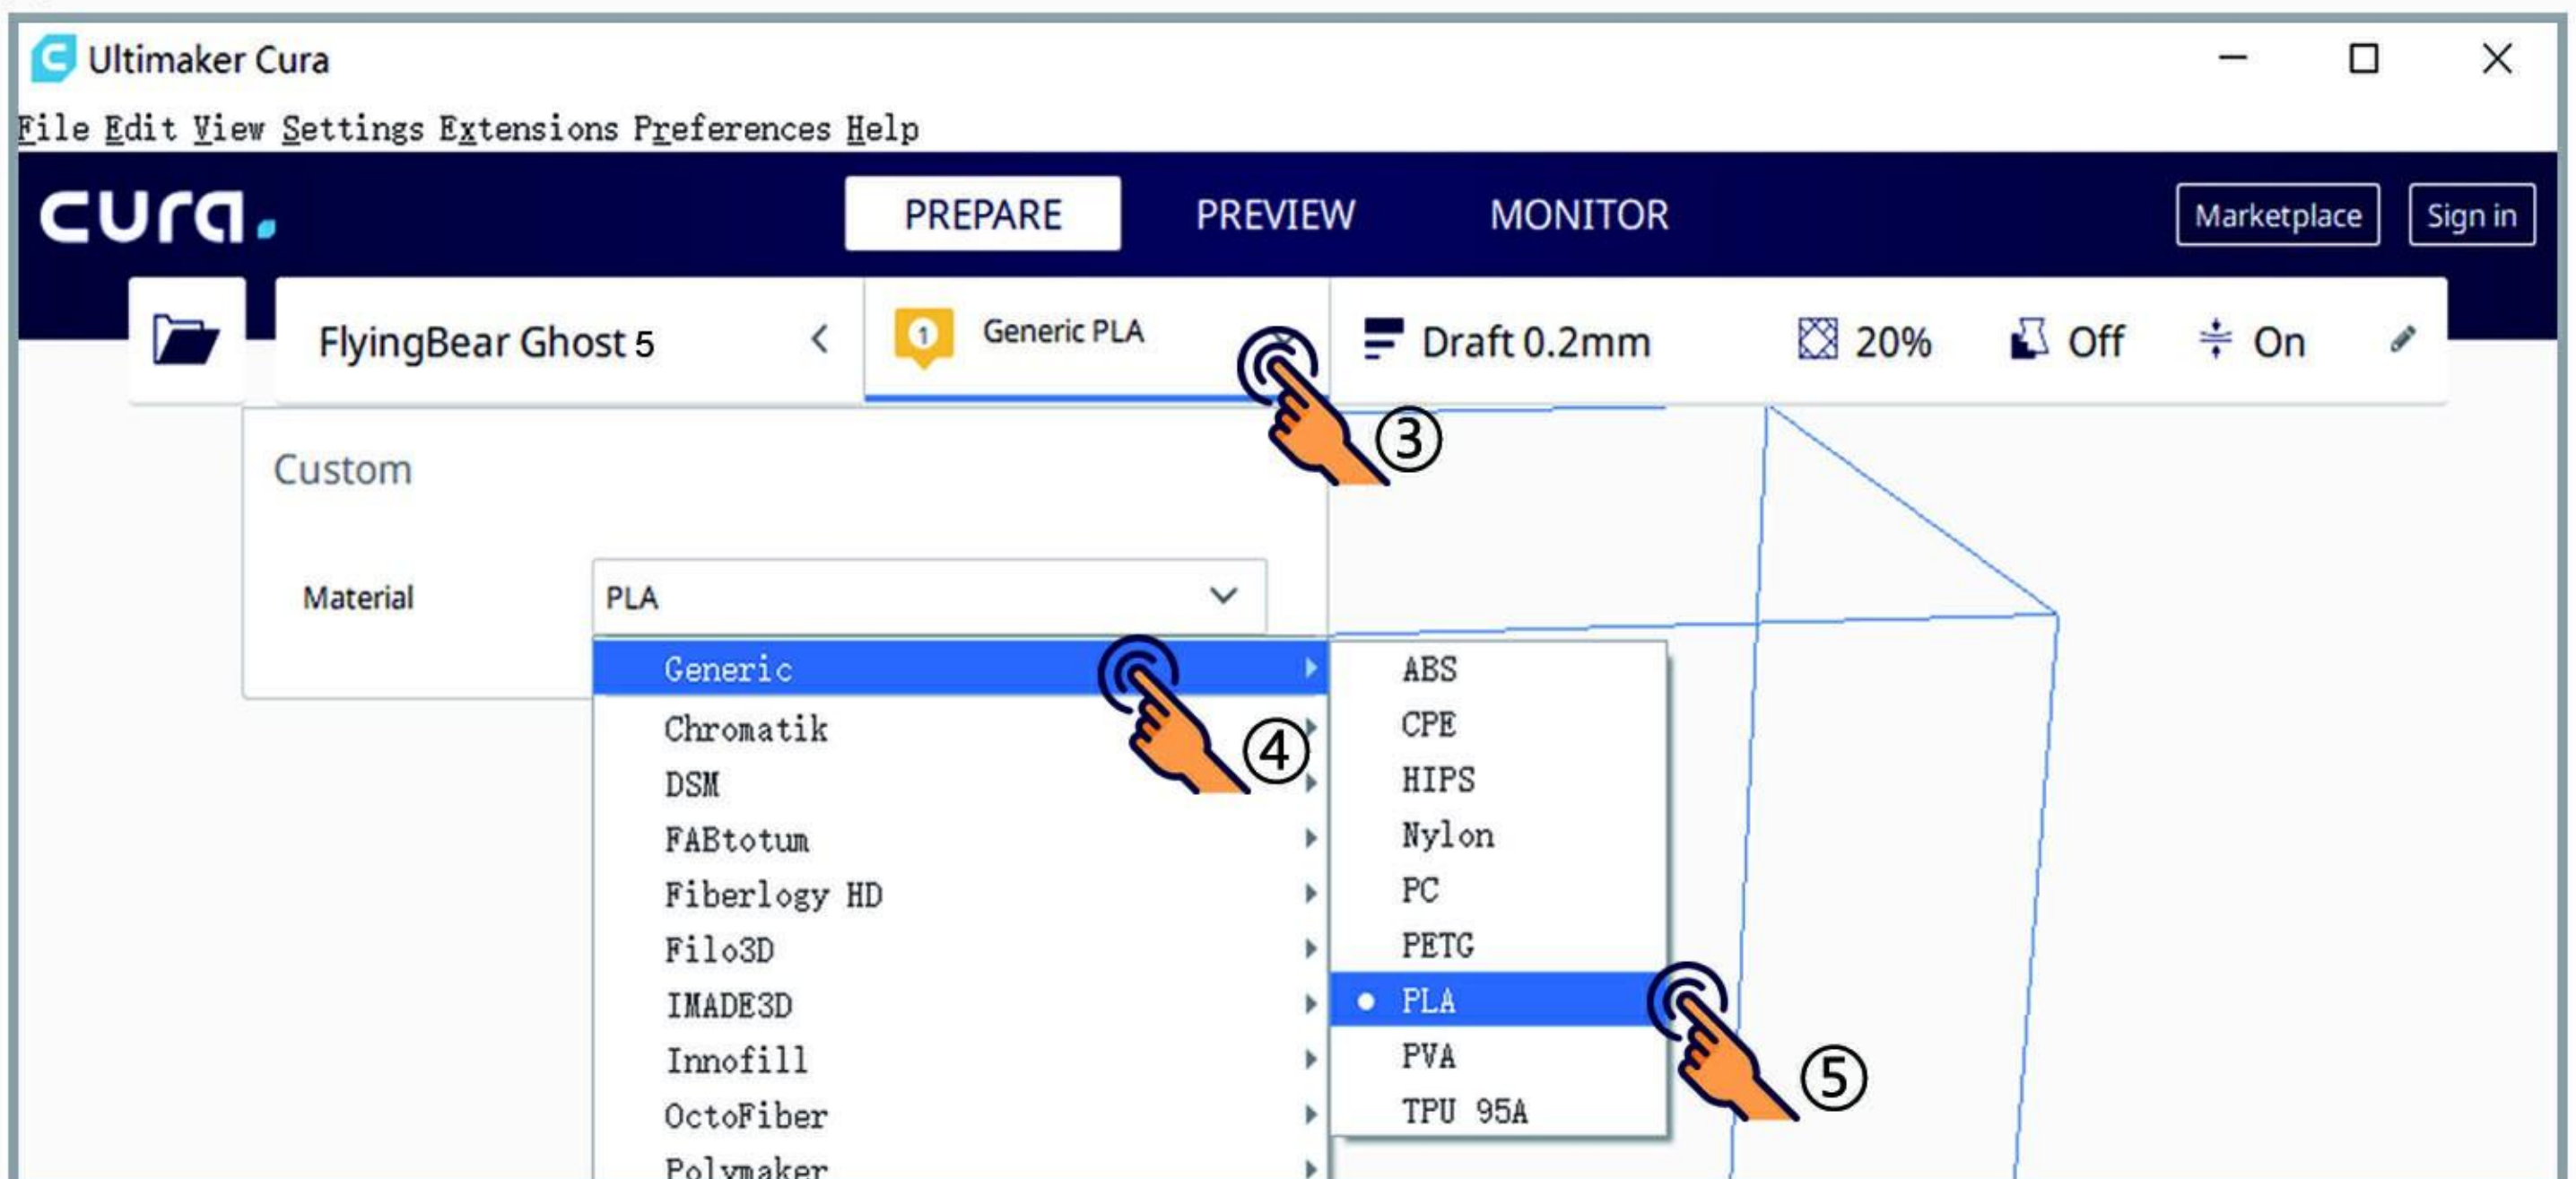 Ultimaker Cura
File Edit View Settings Extensions Preferences Help
cura.
PREPARE PREVIEW MONITOR Marketplace Sign in
FlyingBear Ghost 5 1 Generic PLA Draft 0.2mm 20% Off On
③
Custom
Material PLA
Generic
④
Chromatik
DSM
FABtotum
Fiberlogy HD
Filo3D
IMADE3D
Innofill
OctoFiber
Polymaker
ABS
CPE
HIPS
Nylon
PC
PETG
PLA
⑤
PVA
TPU 95A